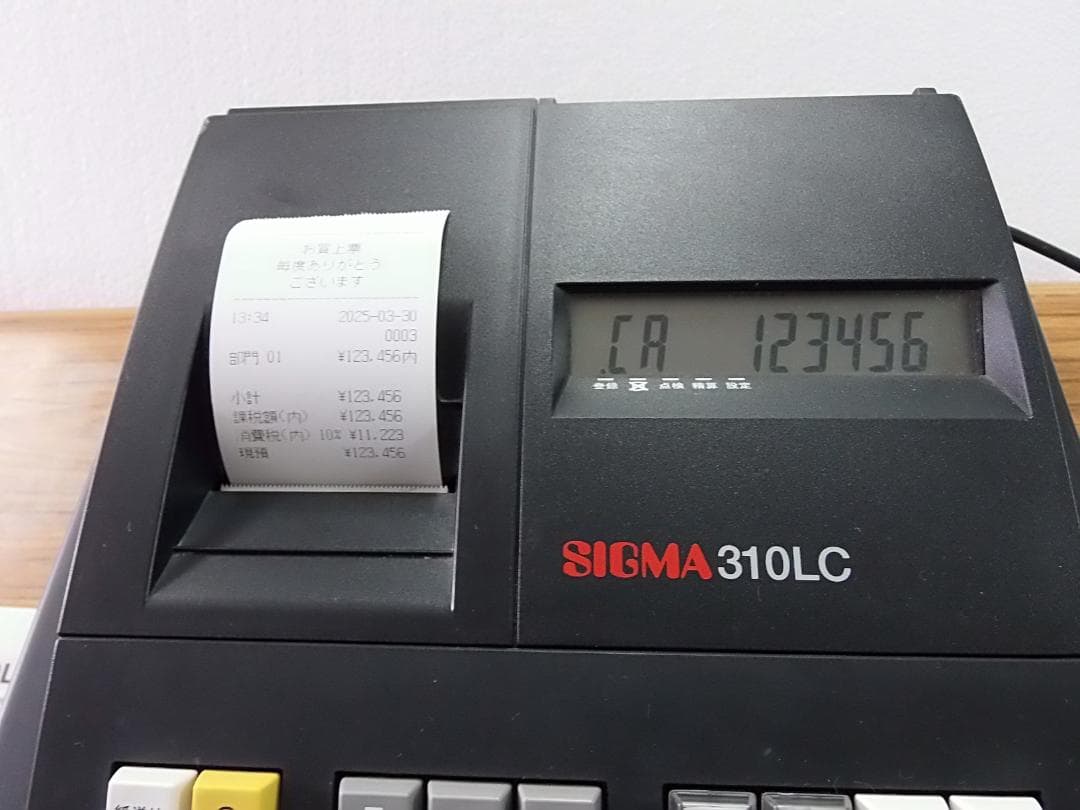 お買上票
毎度ありがとう
ございます
13:34 2025-03-30
0003
部門 01 ¥123,456内
小計 ¥123,456
課税額(内) ¥123,456
消費税(内) 10% ¥11,223
現預 ¥123,456
CA 123456
登録 点検 精算 設定
SIGMA 310LC